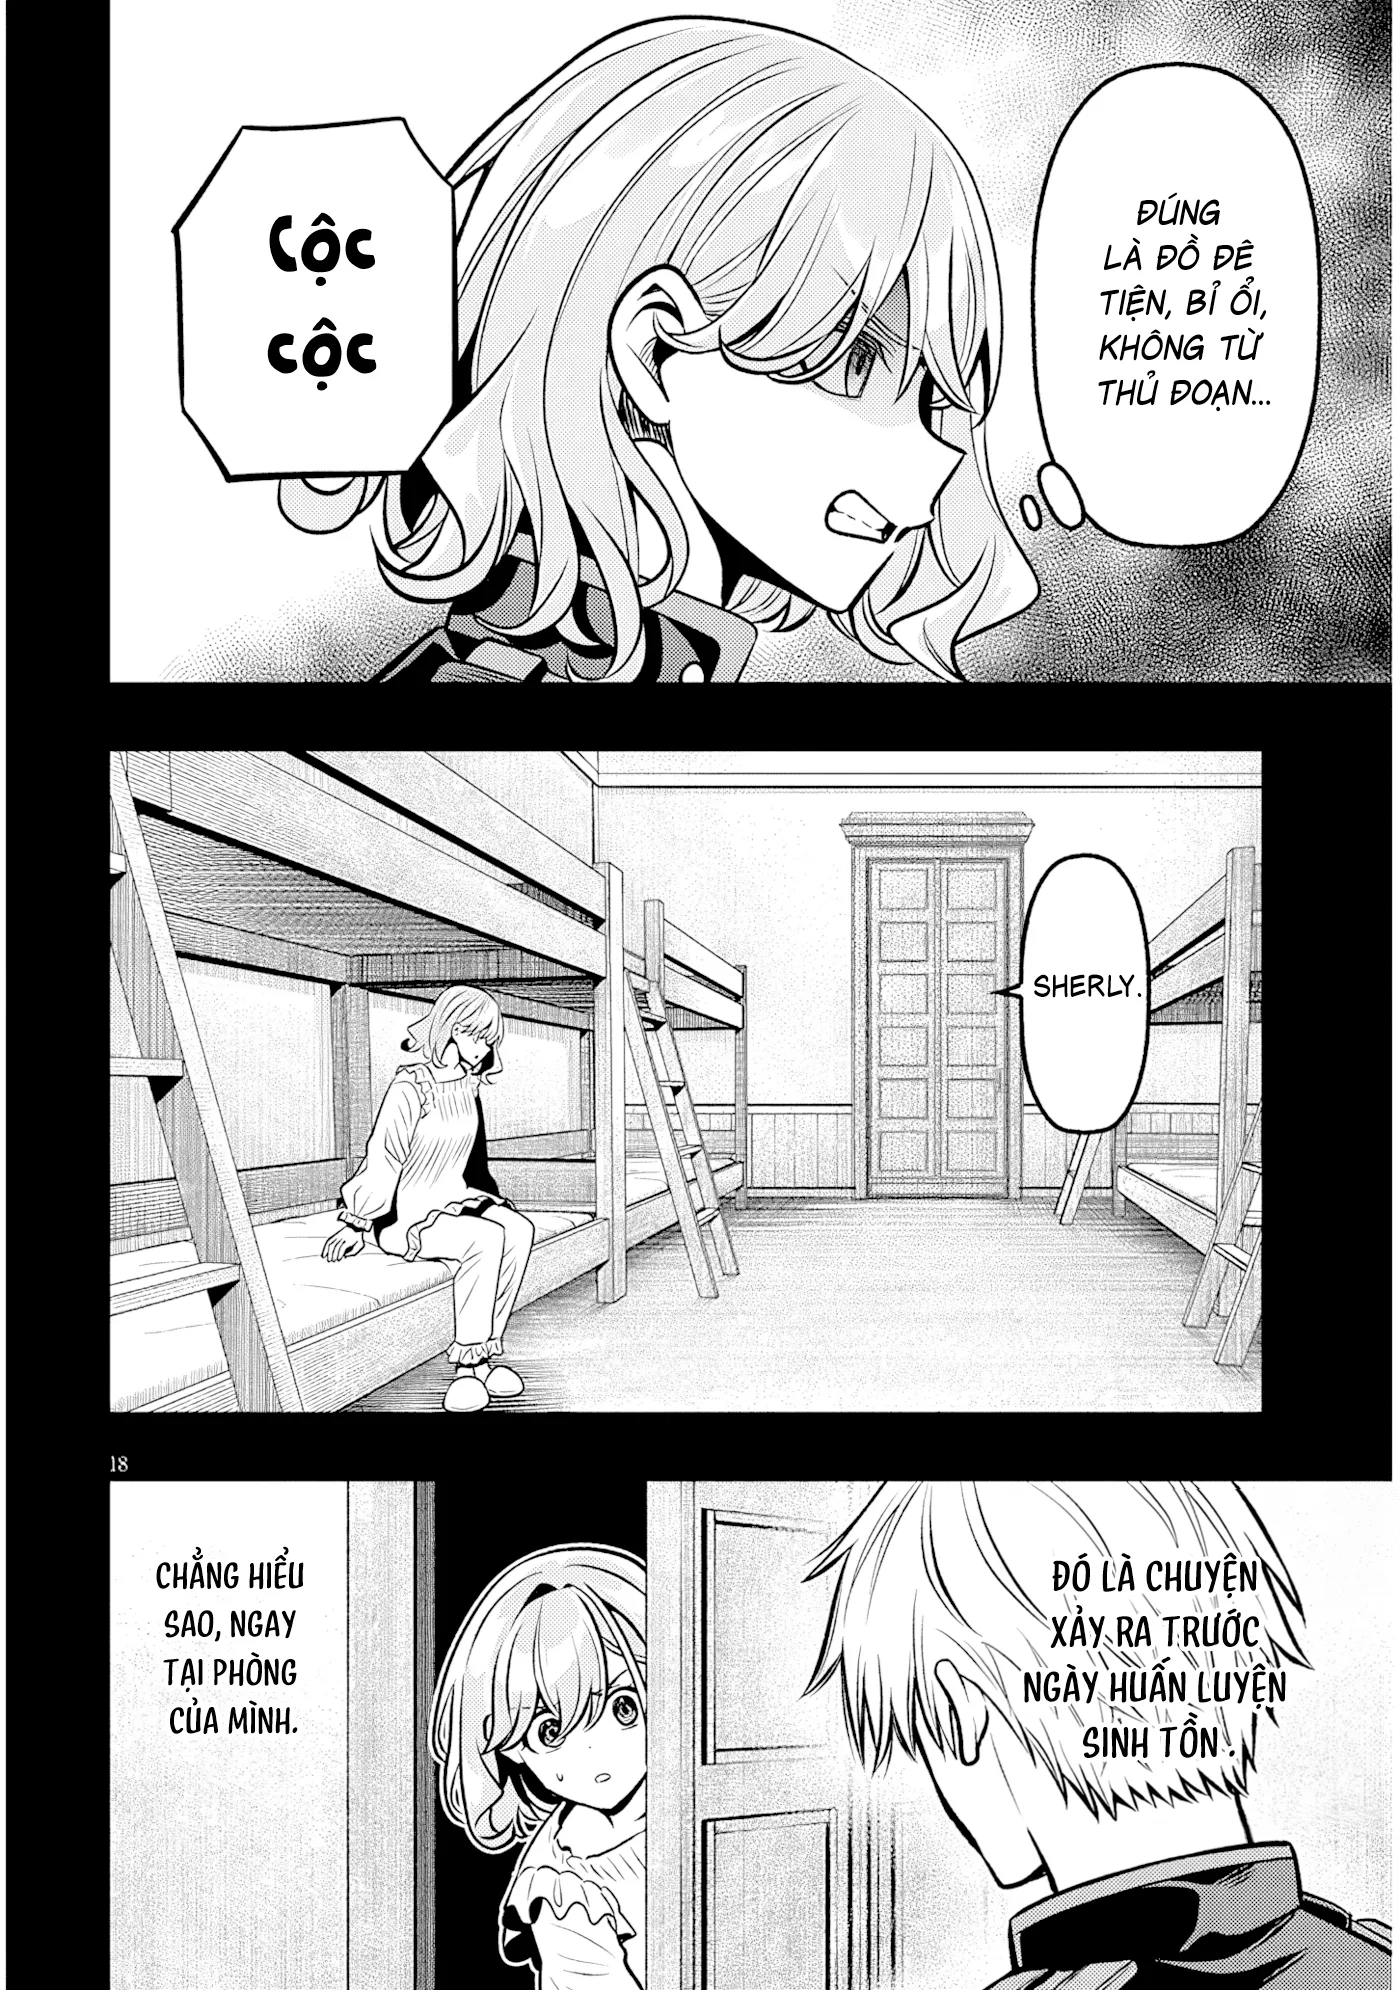 ĐÚNG
LÀ ĐỒ ĐÊ
TIỆN, BỈ ỔI,
KHÔNG TỪ
THỦ ĐOẠN...
Cộc
cộc
SHERLY.
18
ĐÓ LÀ CHUYỆN
XẢY RA TRƯỚC
NGÀY HUẤN LUYỆN
SINH TỒN .
CHẲNG HIỂU
SAO, NGAY
TẠI PHÒNG
CỦA MÌNH.